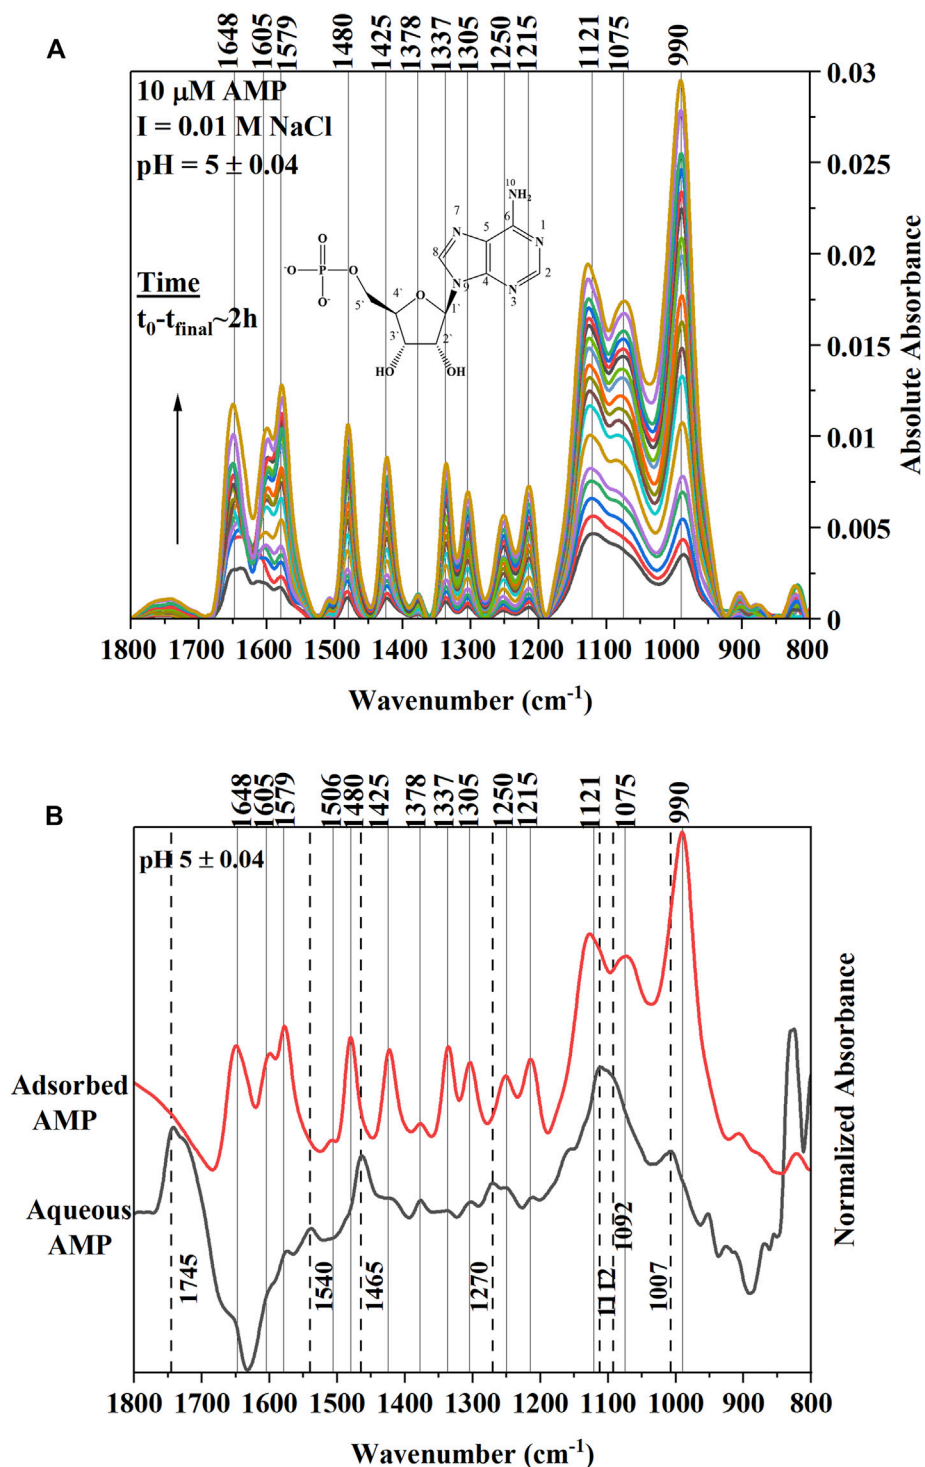 A
1648 1605 1579 1480 1425 1378 1337 1305 1250 1215 1121 1075 990
10 μM AMP
I = 0.01 M NaCl
pH = 5 ± 0.04
Time
t0-tfinal~2h
10
NH2
7
N
5
6
1
N
8
N
9
4
N
3
2
O
-O
P
O
O-
5`
4`
O
1`
3`
2`
HO
OH
0.03
0.025
0.02
0.015
0.01
0.005
0
Absolute Absorbance
1800 1700 1600 1500 1400 1300 1200 1100 1000 900 800
Wavenumber (cm-1)
B
1648 1605 1579 1506 1480 1425 1378 1337 1305 1250 1215 1121 1075 990
pH 5 ± 0.04
Adsorbed
AMP
Aqueous
AMP
1745 1540 1465 1270 1112 1092 1007
Normalized Absorbance
1800 1700 1600 1500 1400 1300 1200 1100 1000 900 800
Wavenumber (cm-1)